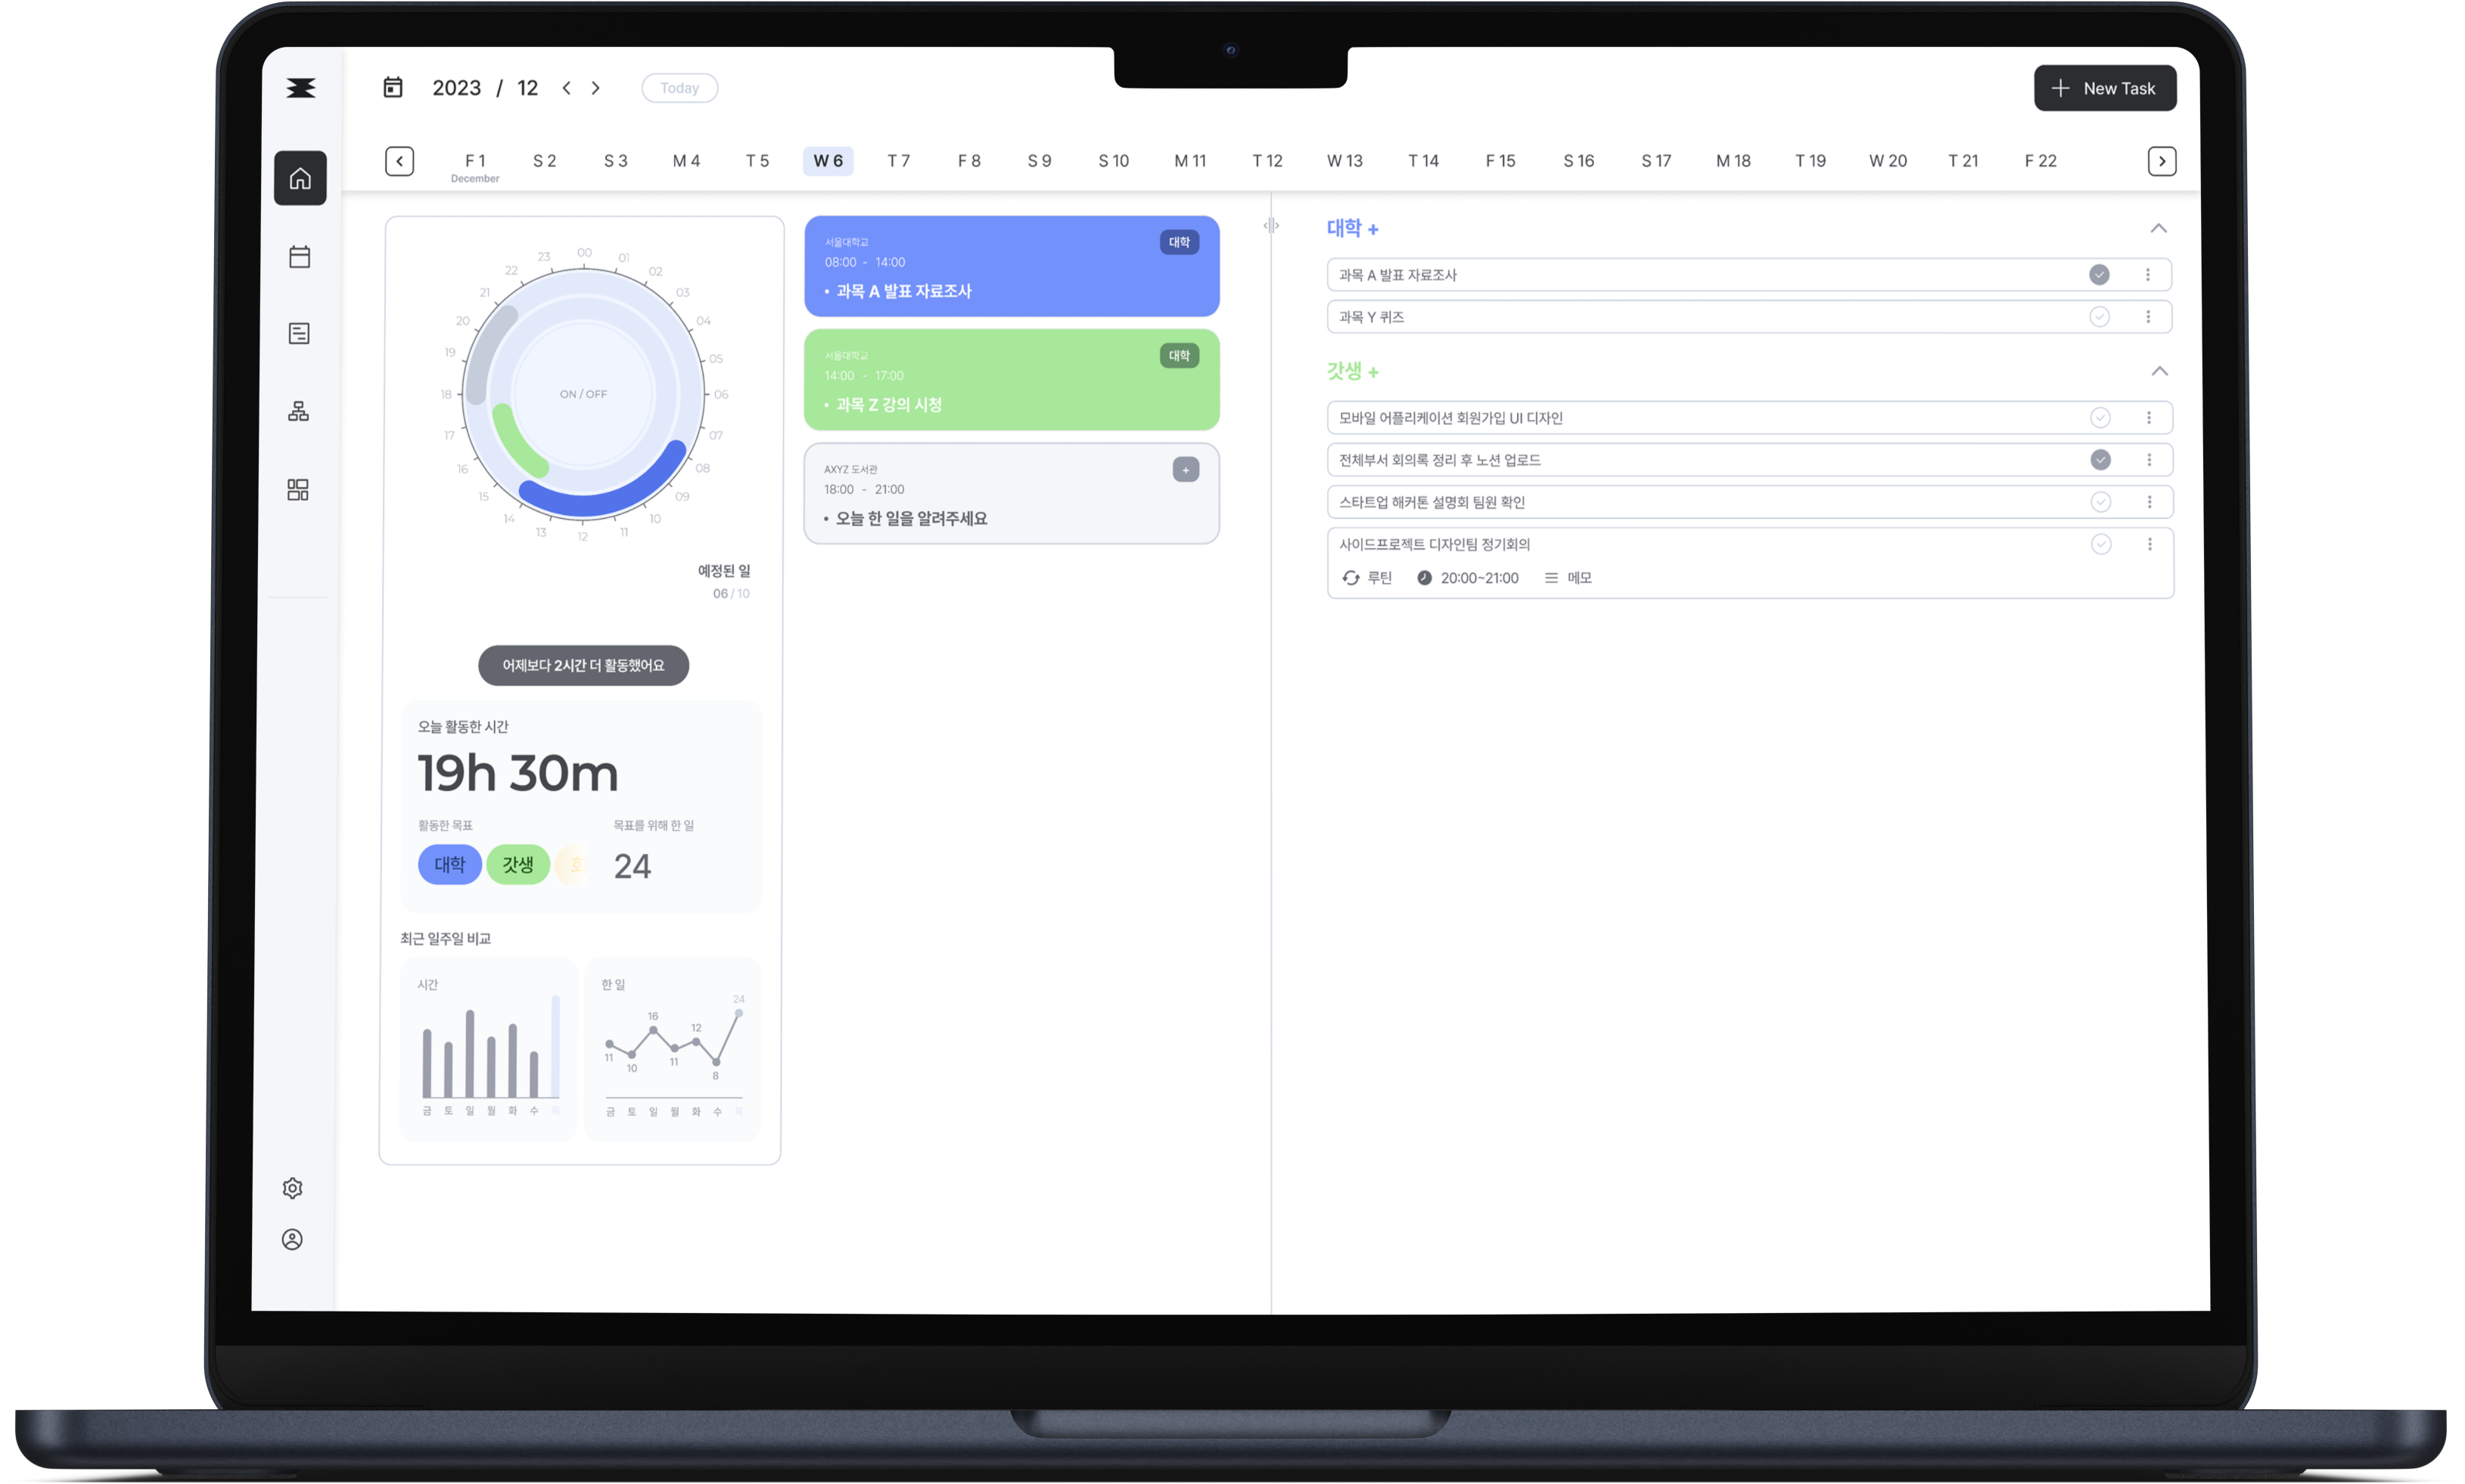 2023 / 12
Today
New Task
F 1 S 2 S 3 M 4 T 5 W 6 T 7 F 8 S 9 S 10 M 11 T 12 W 13 T 14 F 15 S 16 S 17 M 18 T 19 W 20 T 21 F 22
December
00
01
02
03
04
05
06
07
08
09
10
11
12
13
14
15
16
17
18
19
20
21
22
23
ON / OFF
예정된 일
06 / 10
어제보다 2시간 더 활동했어요
오늘 활동한 시간
19h 30m
활동한 목표
대학 갓생
목표를 위해 한 일
24
최근 일주일 비교
시간
금 토 일 월 화 수 목
한 일
11
10
16
11
12
8
24
금 토 일 월 화 수 목
서울대학교
대학
08:00 - 14:00
• 과목 A 발표 자료조사
서울대학교
대학
14:00 - 17:00
• 과목 Z 강의 시청
AXYZ 도서관
+
18:00 - 21:00
• 오늘 한 일을 알려주세요
대학 +
과목 A 발표 자료조사
과목 Y 퀴즈
갓생 +
모바일 어플리케이션 회원가입 UI 디자인
전체부서 회의록 정리 후 노션 업로드
스타트업 해커톤 설명회 팀원 확인
사이드프로젝트 디자인팀 정기회의
루틴 20:00~21:00 메모